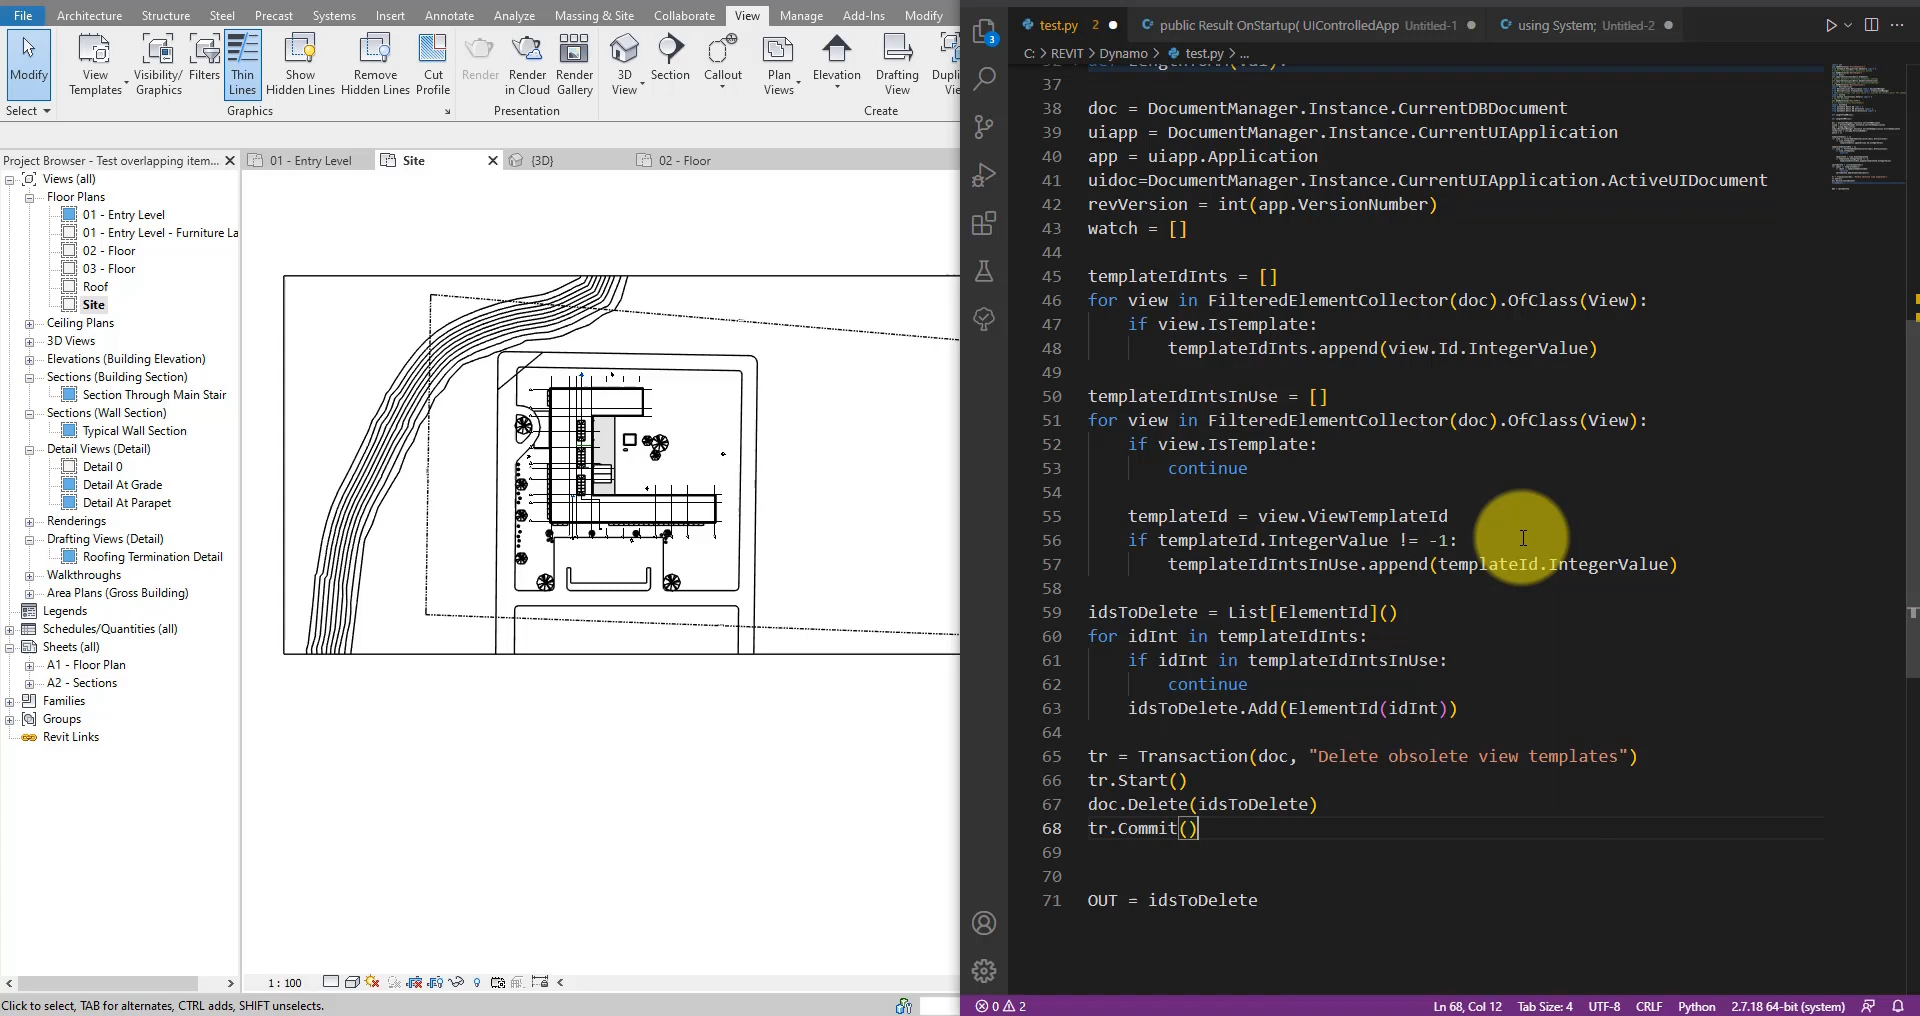 File Architecture Structure Steel Precast Systems Insert Annotate Analyze Massing & Site Collaborate View Manage Add-Ins Modify
Modify
View Templates
Visibility/ Graphics
Filters
Thin Lines
Show Hidden Lines
Remove Hidden Lines
Cut Profile
Render
Render in Cloud
Render Gallery
3D View
Section
Callout
Plan Views
Elevation
Drafting View
Select
Graphics
Presentation
Create
Project Browser - Test overlapping item...
01 - Entry Level
Site
{3D}
02 - Floor
Views (all)
Floor Plans
01 - Entry Level
01 - Entry Level - Furniture La
02 - Floor
03 - Floor
Roof
Site
Ceiling Plans
3D Views
Elevations (Building Elevation)
Sections (Building Section)
Section Through Main Stair
Sections (Wall Section)
Typical Wall Section
Detail Views (Detail)
Detail 0
Detail At Grade
Detail At Parapet
Renderings
Drafting Views (Detail)
Roofing Termination Detail
Walkthroughs
Area Plans (Gross Building)
Legends
Schedules/Quantities (all)
Sheets (all)
A1 - Floor Plan
A2 - Sections
Families
Groups
Revit Links
1 : 100
Click to select, TAB for alternates, CTRL adds, SHIFT unselects.
3
test.py 2
public Result OnStartup( UIControlledApp Untitled-1
using System; Untitled-2
C: > REVIT > Dynamo > test.py > ...
37
38 doc = DocumentManager.Instance.CurrentDBDocument
39 uiapp = DocumentManager.Instance.CurrentUIApplication
40 app = uiapp.Application
41 uidoc=DocumentManager.Instance.CurrentUIApplication.ActiveUIDocument
42 revVersion = int(app.VersionNumber)
43 watch = []
44
45 templateIdInts = []
46 for view in FilteredElementCollector(doc).OfClass(View):
47 if view.IsTemplate:
48 templateIdInts.append(view.Id.IntegerValue)
49
50 templateIdIntsInUse = []
51 for view in FilteredElementCollector(doc).OfClass(View):
52 if view.IsTemplate:
53 continue
54
55 templateId = view.ViewTemplateId
56 if templateId.IntegerValue != -1:
57 templateIdIntsInUse.append(templateId.IntegerValue)
58
59 idsToDelete = List[ElementId]()
60 for idInt in templateIdInts:
61 if idInt in templateIdIntsInUse:
62 continue
63 idsToDelete.Add(ElementId(idInt))
64
65 tr = Transaction(doc, "Delete obsolete view templates")
66 tr.Start()
67 doc.Delete(idsToDelete)
68 tr.Commit()
69
70
71 OUT = idsToDelete
0 2
Ln 68, Col 12 Tab Size: 4 UTF-8 CRLF Python 2.7.18 64-bit (system)